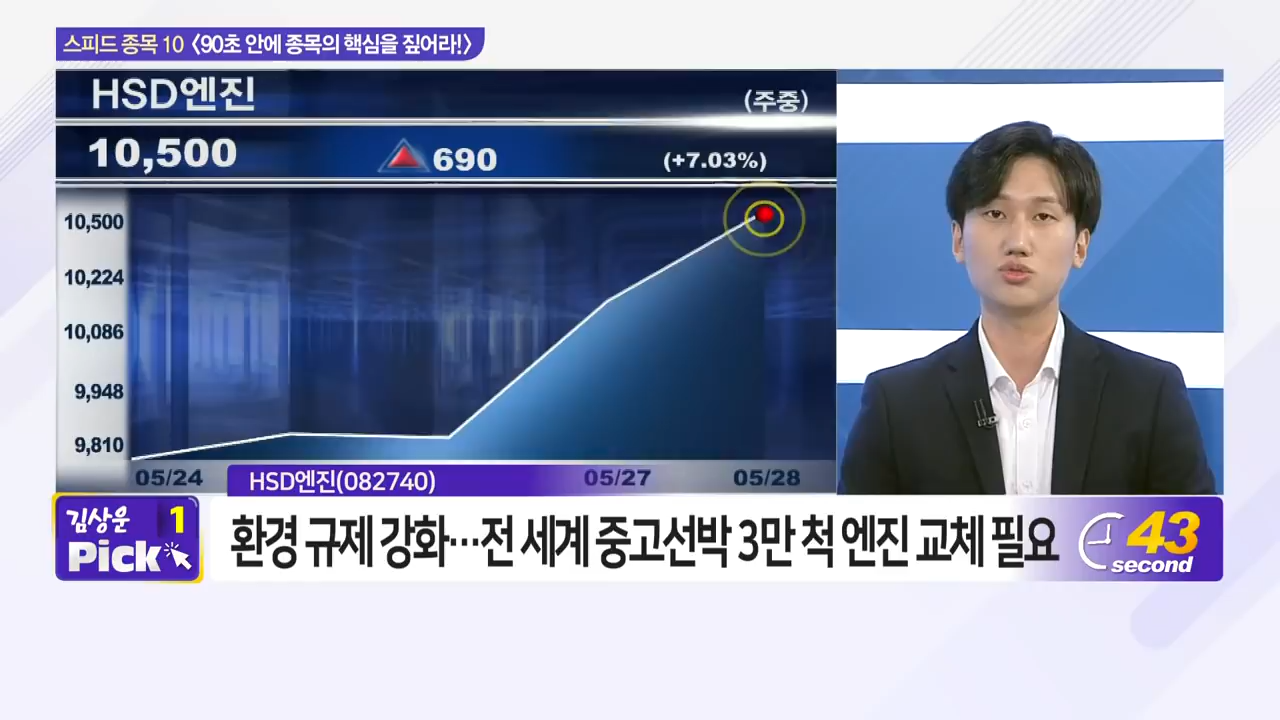 스피드 종목 10 <90초 안에 종목의 핵심을 짚어라!>
HSD엔진
(주중)
10,500 ▲ 690 (+7.03%)
10,500
10,224
10,086
9,948
9,810
05/24
05/27
05/28
HSD엔진(082740)
김상운 1
Pick
환경 규제 강화…전 세계 중고선박 3만 척 엔진 교체 필요
43
second